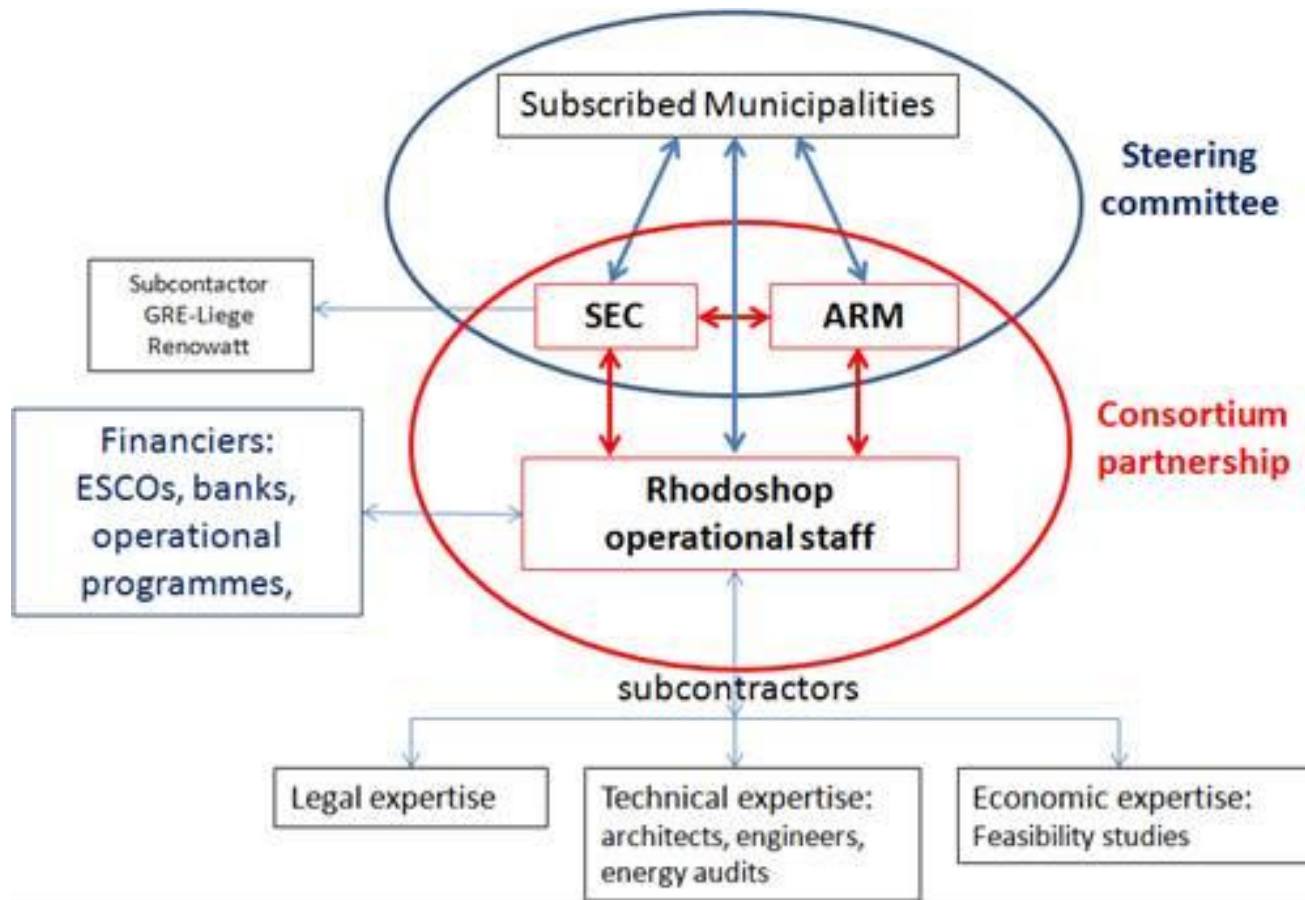 Subscribed Municipalities
Steering
committee
Subcontactor
GRE-Liege
Renowatt
SEC
ARM
Financiers:
ESCOs, banks,
operational
programmes,
Consortium
partnership
Rhodoshop
operational staff
subcontractors
Legal expertise
Technical expertise:
architects, engineers,
energy audits
Economic expertise:
Feasibility studies